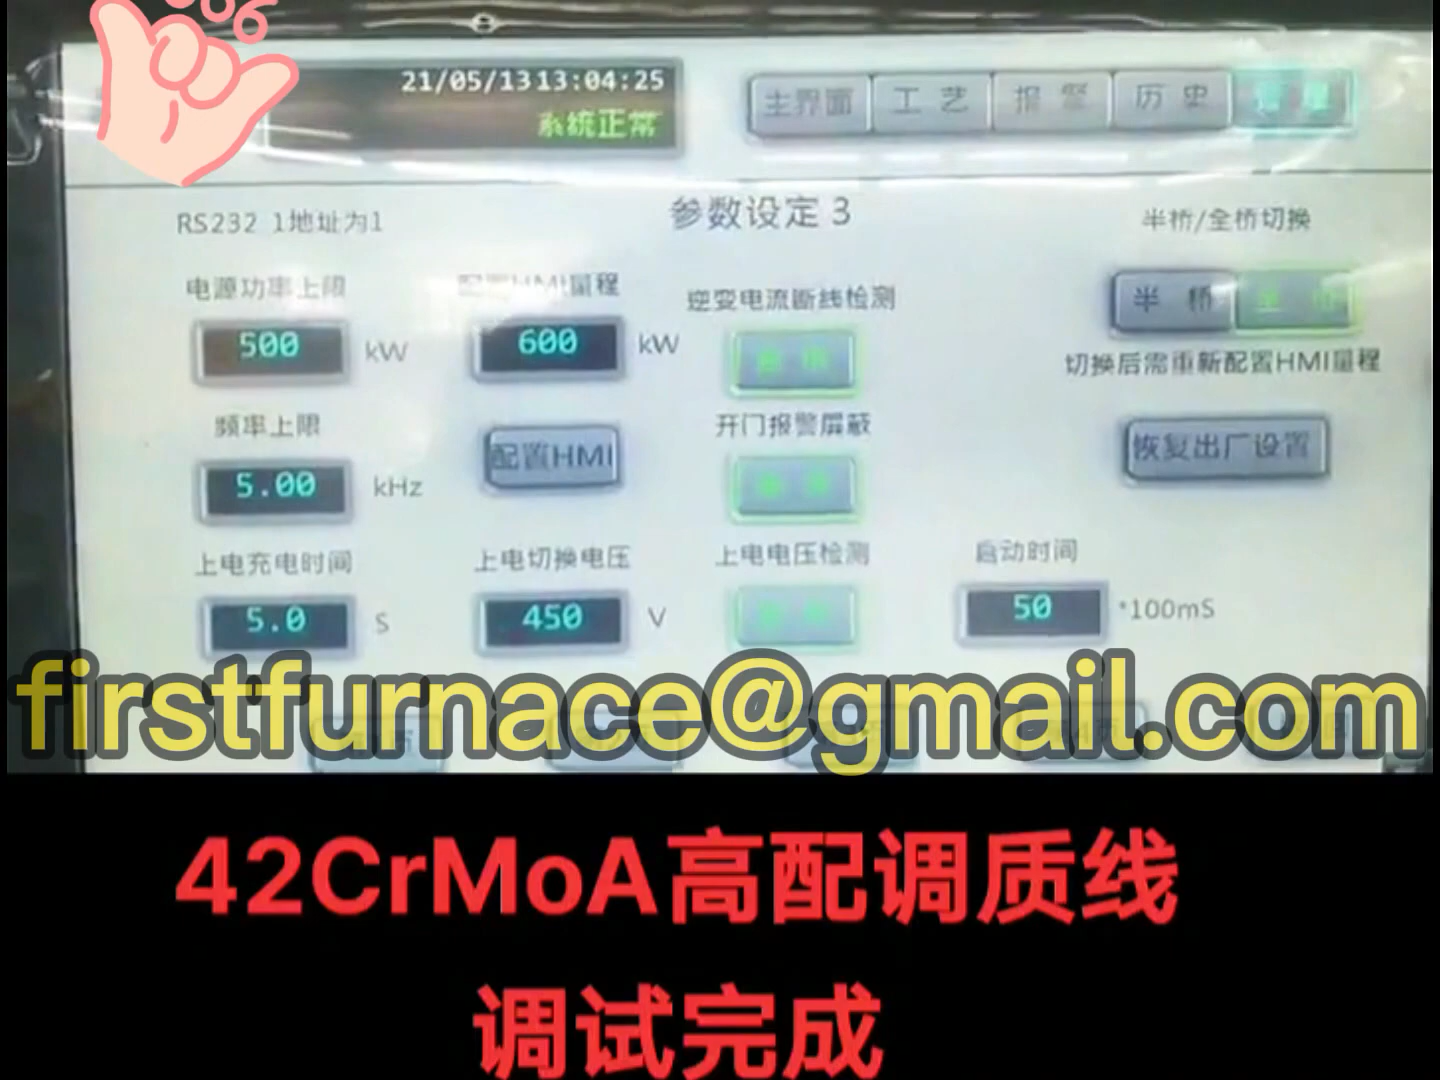 666
21/05/13 13:04:25
系统正常
主界面 工艺 报警 历史
RS232 1地址为1
参数设定 3
半桥/全桥切换
电源功率上限
配置HMI量程
逆变电流断线检测
500 kW
600 kW
半桥
切换后需重新配置HMI量程
频率上限
开门报警屏蔽
5.00 kHz
配置HMI
恢复出厂设置
上电充电时间
上电切换电压
上电电压检测
启动时间
5.0 S
450 V
50 *100mS
firstfurnace@gmail.com
42CrMoA高配调质线
调试完成